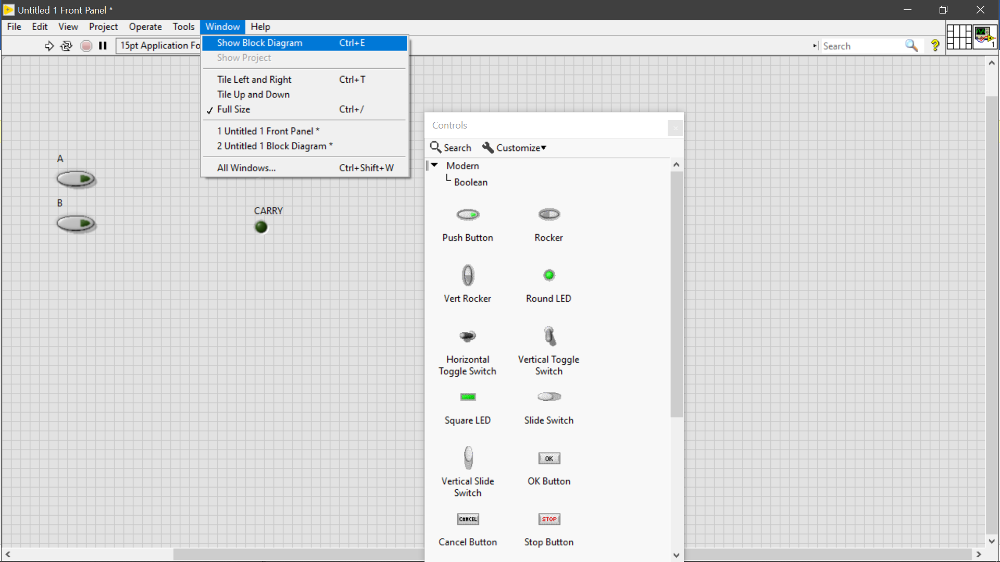 Untitled 1 Front Panel *
File Edit View Project Operate Tools Window Help
15pt Application Fo
Search
?
1
Show Block Diagram Ctrl+E
Show Project
Tile Left and Right Ctrl+T
Tile Up and Down
Full Size Ctrl+/
1 Untitled 1 Front Panel *
2 Untitled 1 Block Diagram *
All Windows... Ctrl+Shift+W
A
B
CARRY
Controls
Search Customize
Modern
Boolean
Push Button Rocker
Vert Rocker Round LED
Horizontal Vertical Toggle
Toggle Switch Switch
Square LED Slide Switch
OK
Vertical Slide OK Button
Switch
CANCEL STOP
Cancel Button Stop Button